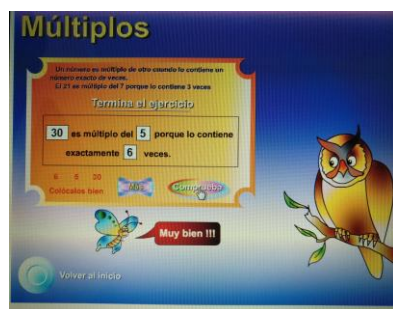 Múltiplos
Un número es múltiplo de otro cuando lo contiene un
número exacto de veces.
El 21 es múltiplo del 7 porque lo contiene 3 veces
Termina el ejercicio
30 es múltiplo del 5 porque lo contiene
exactamente 6 veces.
6 5 30
Colócalos bien
Más
Comprueba
Muy bien !!!
Volver al inicio